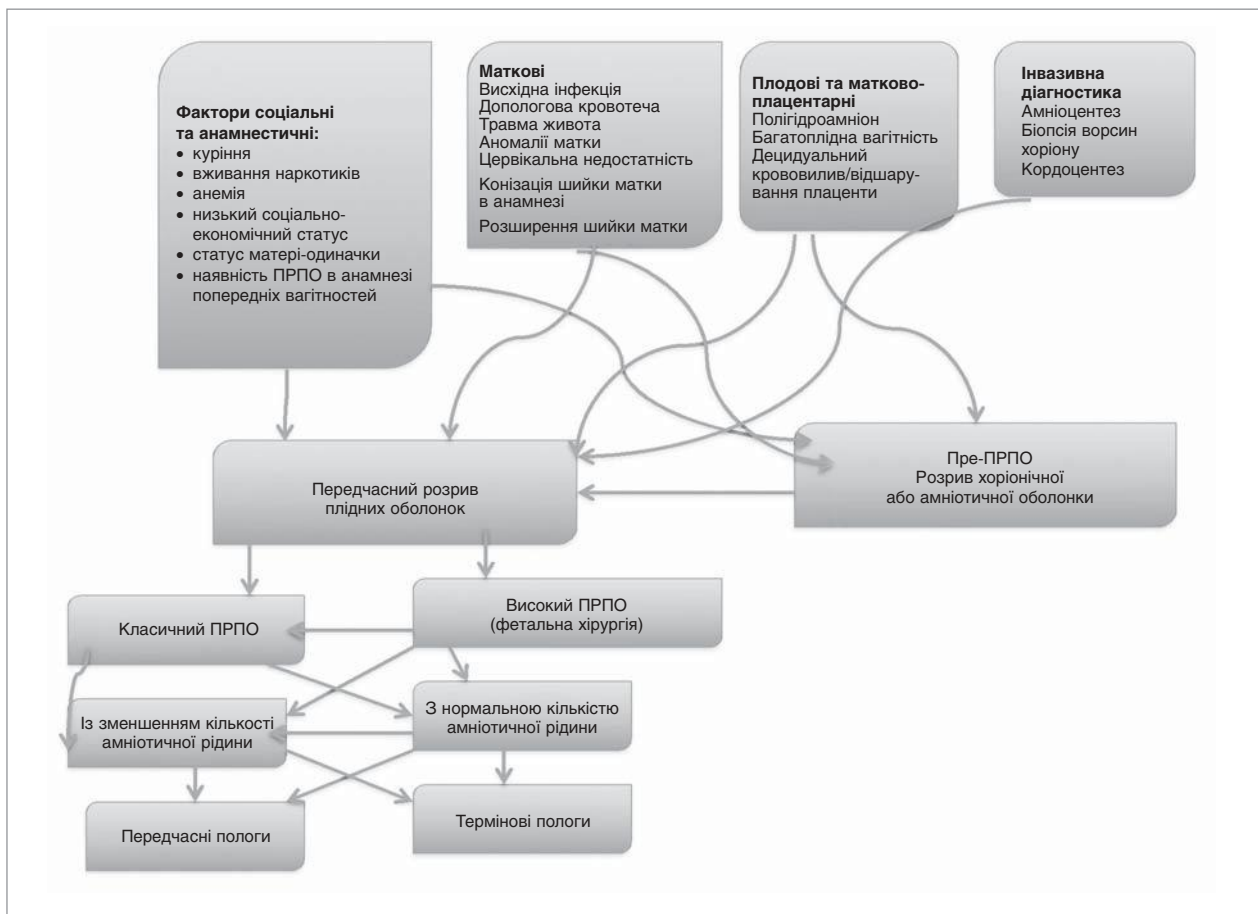 Фактори соціальні
та анамнестичні:
• куріння
• вживання наркотиків
• анемія
• низький соціально-
економічний статус
• статус матері-одиначки
• наявність ПРПО в анамнезі
попередніх вагітностей
Маткові
Висхідна інфекція
Допологова кровотеча
Травма живота
Аномалії матки
Цервікальна недостатність
Конізація шийки матки
в анамнезі
Розширення шийки матки
Плодові та матково-
плацентарні
Полігідроамніон
Багатоплідна вагітність
Децидуальний
крововилив/відшару-
вування плаценти
Інвазивна
діагностика
Амніоцентез
Біопсія ворсин
хоріону
Кордоцентез
Передчасний розрив
плідних оболонок
Пре-ПРПО
Розрив хоріонічної
або амніотичної оболонки
Класичний ПРПО
Високий ПРПО
(фетальна хірургія)
Із зменшенням кількості
амніотичної рідини
З нормальною кількістю
амніотичної рідини
Передчасні пологи
Термінові пологи